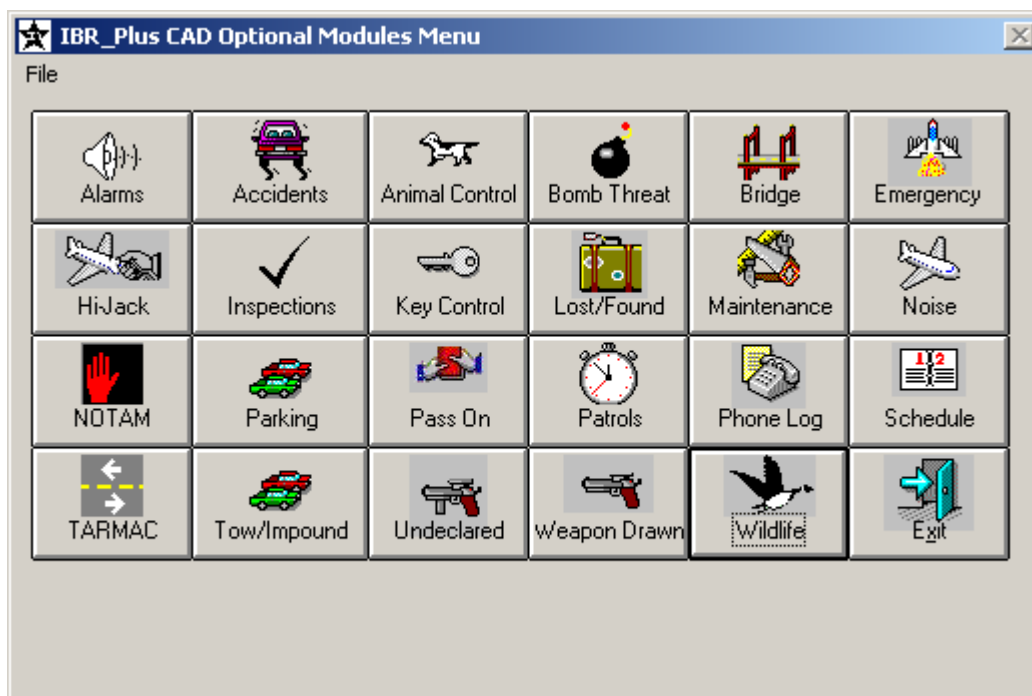 IBR_Plus CAD Optional Modules Menu
File
Alarms
Accidents
Animal Control
Bomb Threat
Bridge
Emergency
Hi-Jack
Inspections
Key Control
Lost/Found
Maintenance
Noise
NOTAM
Parking
Pass On
Patrols
Phone Log
1 2
Schedule
TARMAC
Tow/Impound
Undeclared
Weapon Drawn
Wildlife
Exit